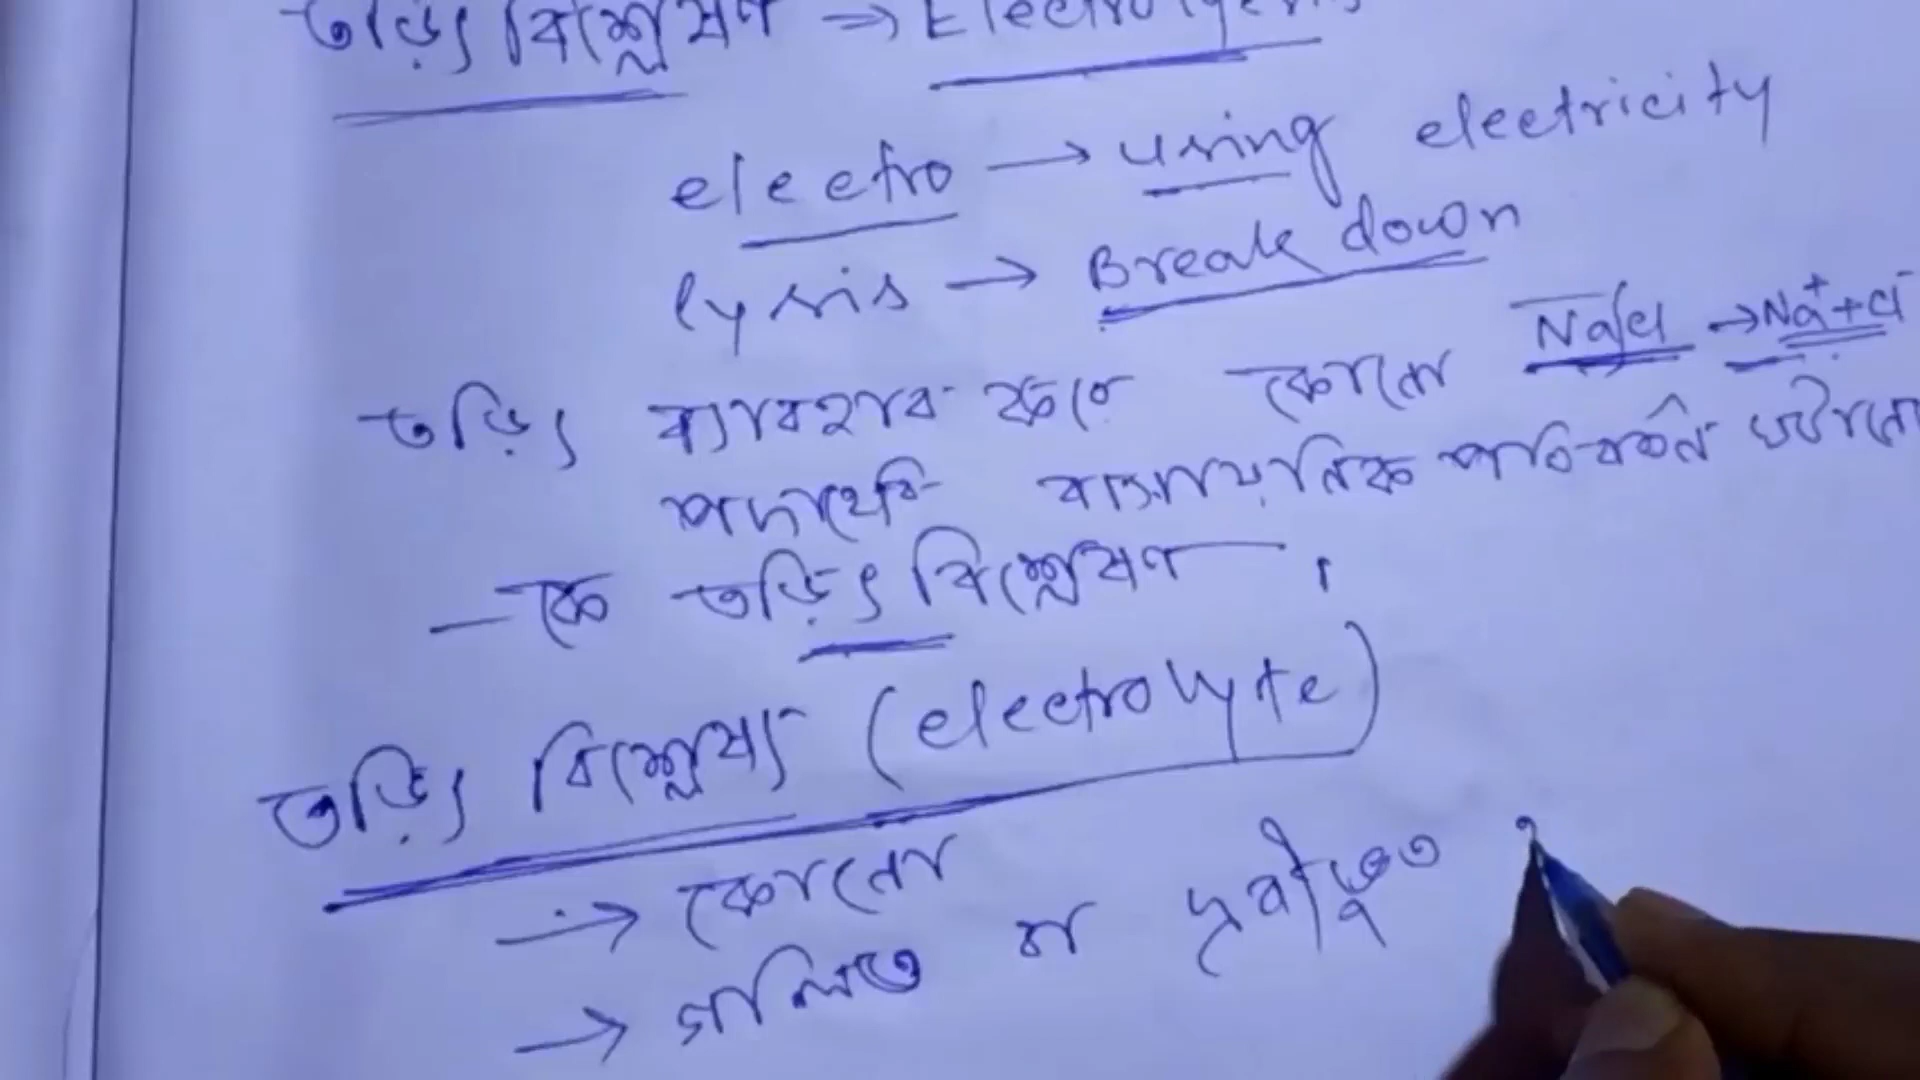 তড়িৎ বিশ্লেষণ → Electrolysis
electro → using electricity
lysis → Break down
NaCl → Na⁺ + Cl⁻
তড়িৎ ব্যাবহার করে কোনো
পদার্থের রাসায়নিক পরিবর্তন ঘটানো
কে তড়িৎ বিশ্লেষণ ।
তড়িৎ বিশ্লেষ্য (electrolyte)
→ কোনো
→ গলিত বা দ্রবীভূত